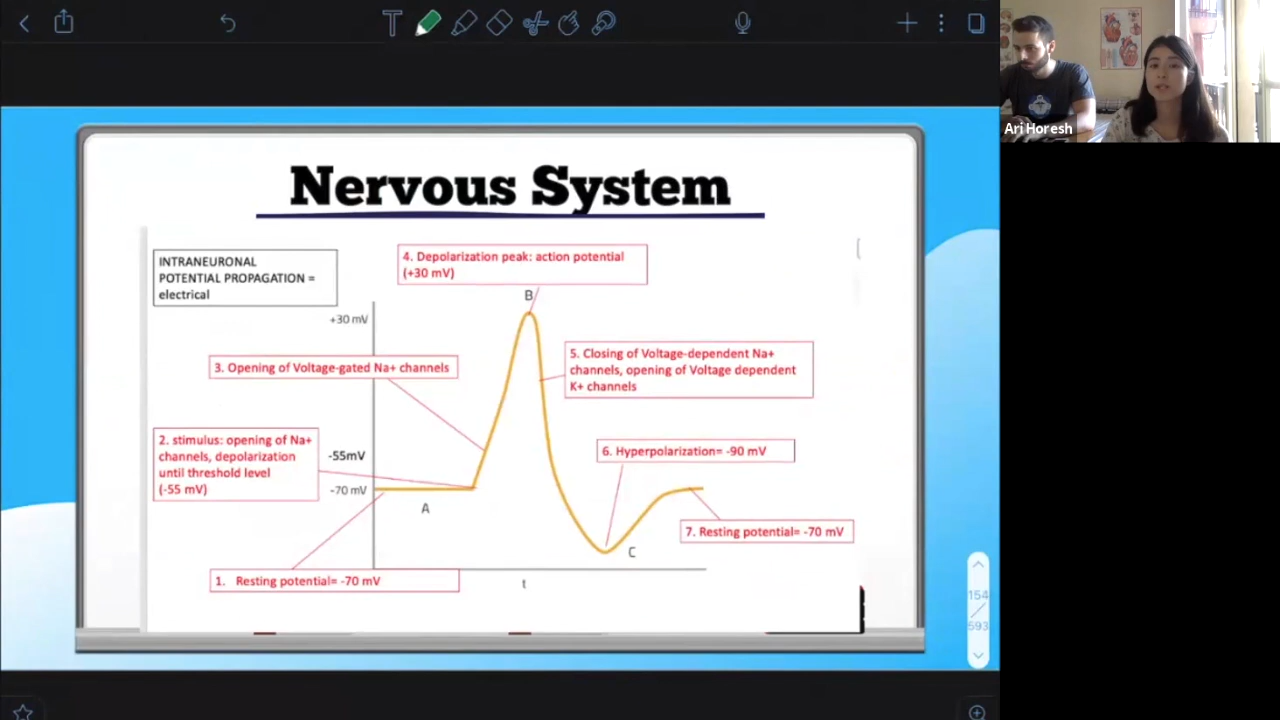 Ari Horesh
Nervous System
INTRANEURONAL
POTENTIAL PROPAGATION =
electrical
4. Depolarization peak: action potential
(+30 mV)
B
+30 mV
3. Opening of Voltage-gated Na+ channels
5. Closing of Voltage-dependent Na+
channels, opening of Voltage dependent
K+ channels
2. stimulus: opening of Na+
channels, depolarization
until threshold level
(-55 mV)
-55mV
-70 mV
6. Hyperpolarization= -90 mV
A
7. Resting potential= -70 mV
C
1. Resting potential= -70 mV
t
154
593